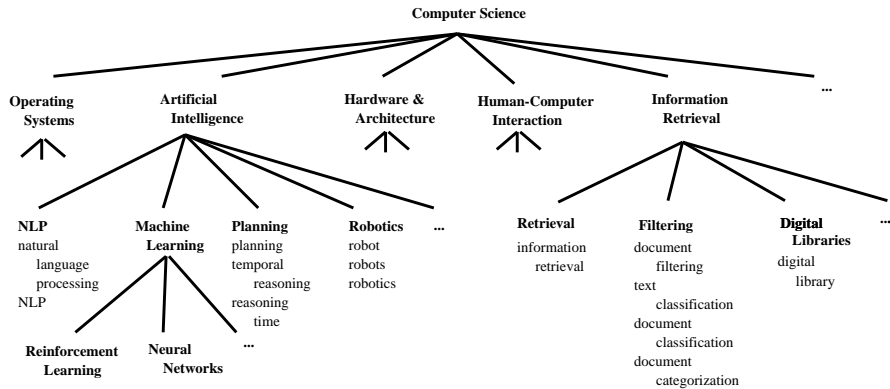 Computer Science
Operating
Systems
Artificial
Intelligence
Hardware &
Architecture
Human-Computer
Interaction
Information
Retrieval
...
NLP
natural
language
processing
NLP
Machine
Learning
Planning
planning
temporal
reasoning
reasoning
time
Robotics
robot
robots
robotics
...
Retrieval
information
retrieval
Filtering
document
filtering
text
classification
document
classification
document
categorization
Digital
Libraries
digital
library
...
Reinforcement
Learning
Neural
Networks
...